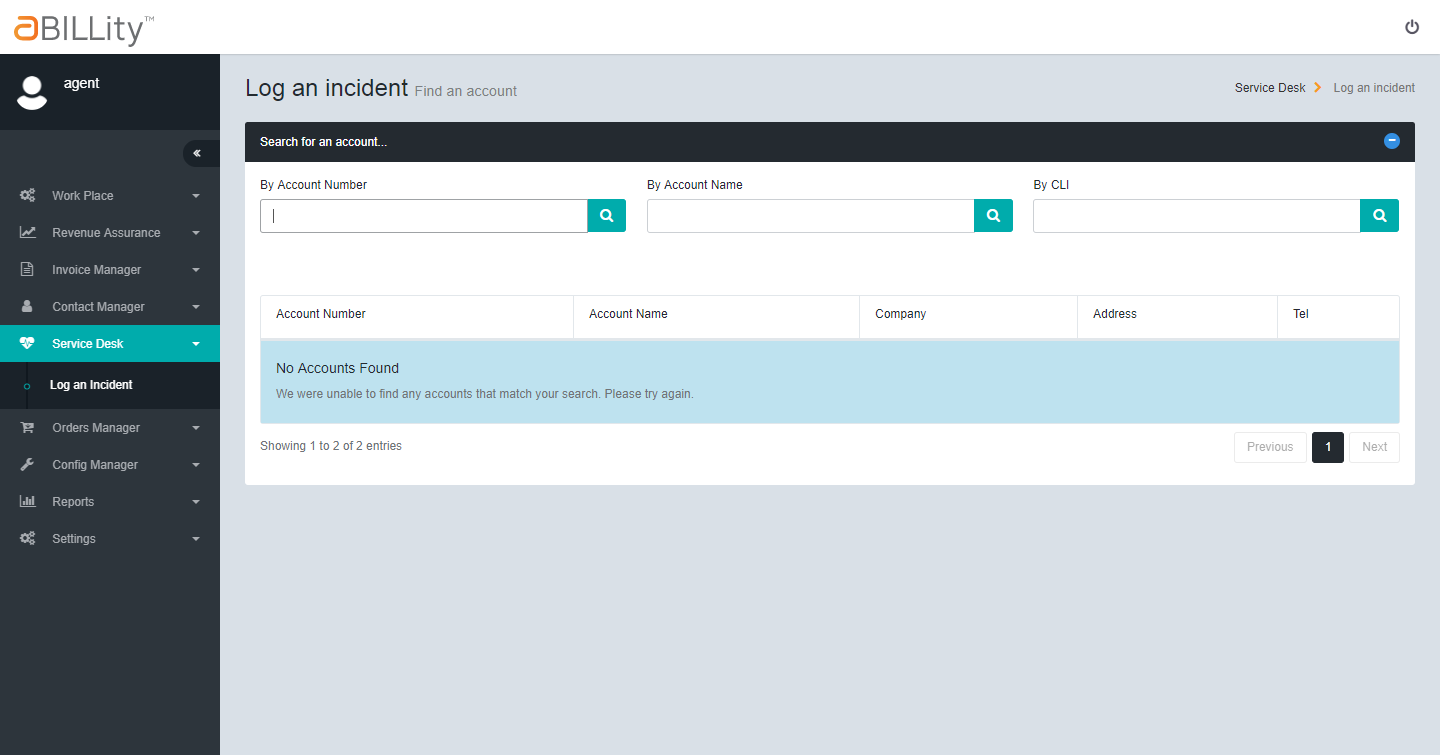 aBILLity™
agent
Work Place
Revenue Assurance
Invoice Manager
Contact Manager
Service Desk
Log an Incident
Orders Manager
Config Manager
Reports
Settings
Log an incident Find an account
Service Desk Log an incident
Search for an account...
By Account Number By Account Name By CLI
Account Number Account Name Company Address Tel
No Accounts Found
We were unable to find any accounts that match your search. Please try again.
Showing 1 to 2 of 2 entries
Previous 1 Next